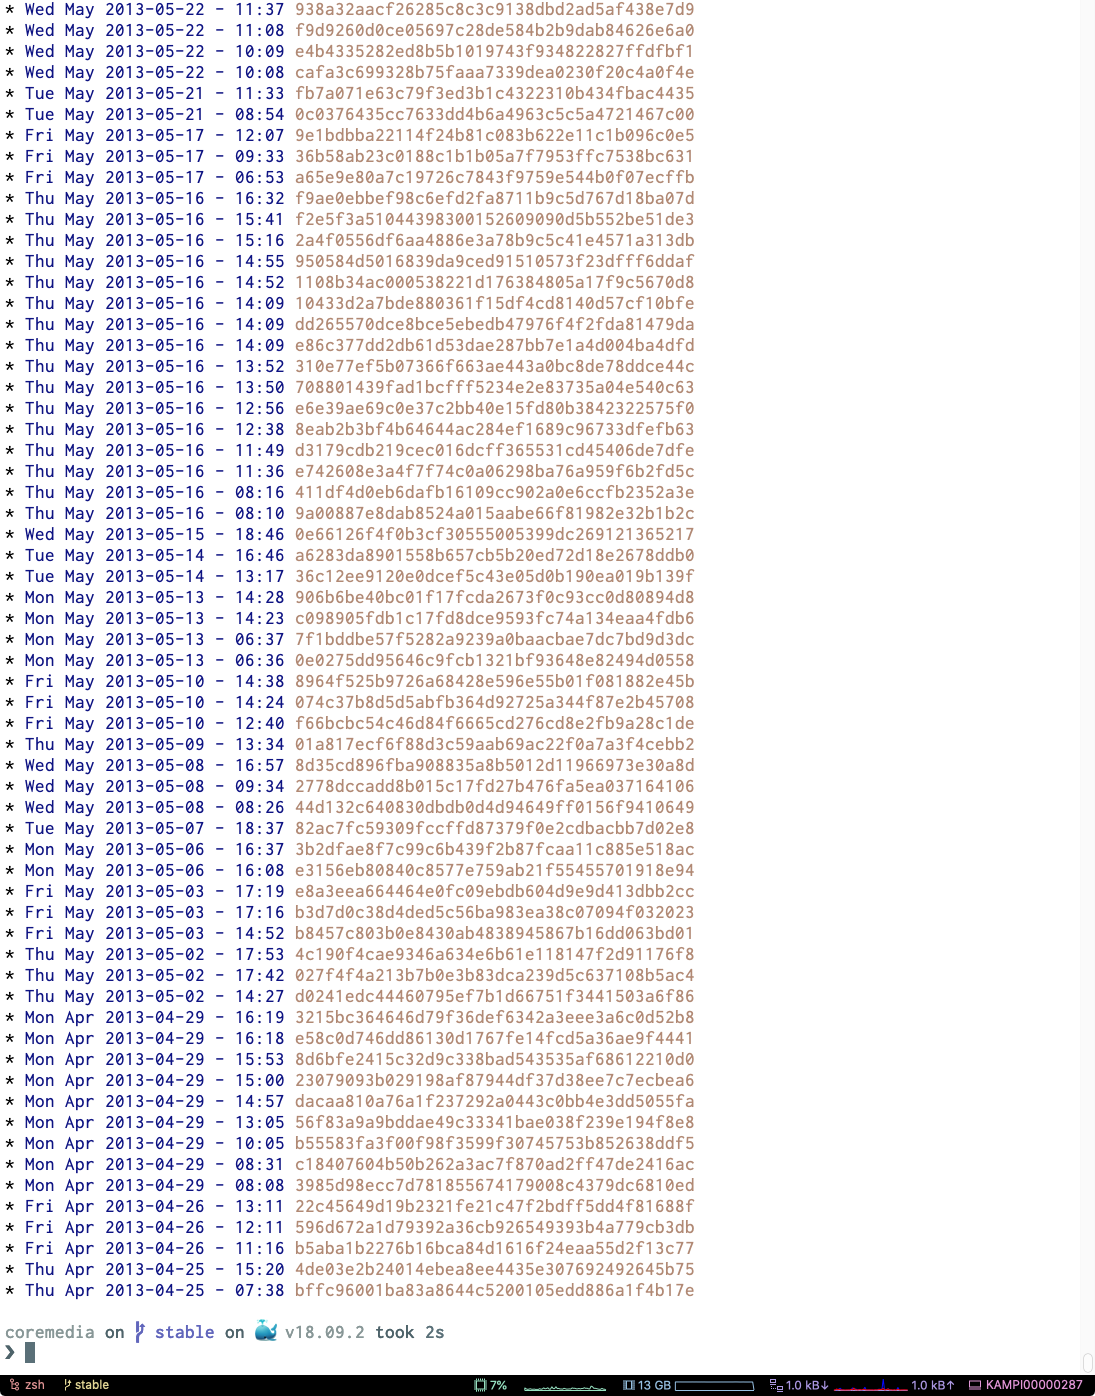 * Wed May 2013-05-22 - 11:37 938a32aacf26285c8c3c9138dbd2ad5af438e7d9
* Wed May 2013-05-22 - 11:08 f9d9260d0ce05697c28de584b2b9dab84626e6a0
* Wed May 2013-05-22 - 10:09 e4b4335282ed8b5b1019743f934822827ffdfbf1
* Wed May 2013-05-22 - 10:08 cafa3c699328b75faaa7339dea0230f20c4a0f4e
* Tue May 2013-05-21 - 11:33 fb7a071e63c79f3ed3b1c4322310b434fbac4435
* Tue May 2013-05-21 - 08:54 0c0376435cc7633dd4b6a4963c5c5a4721467c00
* Fri May 2013-05-17 - 12:07 9e1bdbba22114f24b81c083b622e11c1b096c0e5
* Fri May 2013-05-17 - 09:33 36b58ab23c0188c1b1b05a7f7953ffc7538bc631
* Fri May 2013-05-17 - 06:53 a65e9e80a7c19726c7843f9759e544b0f07ecffb
* Thu May 2013-05-16 - 16:32 f9ae0ebbef98c6efd2fa8711b9c5d767d18ba07d
* Thu May 2013-05-16 - 15:41 f2e5f3a51044398300152609090d5b552be51de3
* Thu May 2013-05-16 - 15:16 2a4f0556df6aa4886e3a78b9c5c41e4571a313db
* Thu May 2013-05-16 - 14:55 950584d5016839da9ced91510573f23dfff6ddaf
* Thu May 2013-05-16 - 14:52 1108b34ac000538221d176384805a17f9c5670d8
* Thu May 2013-05-16 - 14:09 10433d2a7bde880361f15df4cd8140d57cf10bfe
* Thu May 2013-05-16 - 14:09 dd265570dce8bce5ebedb47976f4f2fda81479da
* Thu May 2013-05-16 - 14:09 e86c377dd2db61d53dae287bb7e1a4d004ba4dfd
* Thu May 2013-05-16 - 13:52 310e77ef5b07366f663ae443a0bc8de78ddce44c
* Thu May 2013-05-16 - 13:50 708801439fad1bcfff5234e2e83735a04e540c63
* Thu May 2013-05-16 - 12:56 e6e39ae69c0e37c2bb40e15fd80b3842322575f0
* Thu May 2013-05-16 - 12:38 8eab2b3bf4b64644ac284ef1689c96733dfefb63
* Thu May 2013-05-16 - 11:49 d3179cdb219cec016dcff365531cd45406de7dfe
* Thu May 2013-05-16 - 11:36 e742608e3a4f7f74c0a06298ba76a959f6b2fd5c
* Thu May 2013-05-16 - 08:16 411df4d0eb6dafb16109cc902a0e6ccfb2352a3e
* Thu May 2013-05-16 - 08:10 9a00887e8dab8524a015aabe66f81982e32b1b2c
* Wed May 2013-05-15 - 18:46 0e66126f4f0b3cf30555005399dc269121365217
* Tue May 2013-05-14 - 16:46 a6283da8901558b657cb5b20ed72d18e2678ddb0
* Tue May 2013-05-14 - 13:17 36c12ee9120e0dcef5c43e05d0b190ea019b139f
* Mon May 2013-05-13 - 14:28 906b6be40bc01f17fcda2673f0c93cc0d80894d8
* Mon May 2013-05-13 - 14:23 c098905fdb1c17fd8dce9593fc74a134eaa4fdb6
* Mon May 2013-05-13 - 06:37 7f1bddbe57f5282a9239a0baacbae7dc7bd9d3dc
* Mon May 2013-05-13 - 06:36 0e0275dd95646c9fcb1321bf93648e82494d0558
* Fri May 2013-05-10 - 14:38 8964f525b9726a68428e596e55b01f081882e45b
* Fri May 2013-05-10 - 14:24 074c37b8d5d5abfb364d92725a344f87e2b45708
* Fri May 2013-05-10 - 12:40 f66bcbc54c46d84f6665cd276cd8e2fb9a28c1de
* Thu May 2013-05-09 - 13:34 01a817ecf6f88d3c59aab69ac22f0a7a3f4cebb2
* Wed May 2013-05-08 - 16:57 8d35cd896fba908835a8b5012d11966973e30a8d
* Wed May 2013-05-08 - 09:34 2778dccadd8b015c17fd27b476fa5ea037164106
* Wed May 2013-05-08 - 08:26 44d132c640830dbdb0d4d94649ff0156f9410649
* Tue May 2013-05-07 - 18:37 82ac7fc59309fccffd87379f0e2cdbacbb7d02e8
* Mon May 2013-05-06 - 16:37 3b2dfae8f7c99c6b439f2b87fcaa11c885e518ac
* Mon May 2013-05-06 - 16:08 e3156eb80840c8577e759ab21f55455701918e94
* Fri May 2013-05-03 - 17:19 e8a3eea664464e0fc09ebdb604d9e9d413dbb2cc
* Fri May 2013-05-03 - 17:16 b3d7d0c38d4ded5c56ba983ea38c07094f032023
* Fri May 2013-05-03 - 14:52 b8457c803b0e8430ab4838945867b16dd063bd01
* Thu May 2013-05-02 - 17:53 4c190f4cae9346a634e6b61e118147f2d91176f8
* Thu May 2013-05-02 - 17:42 027f4f4a213b7b0e3b83dca239d5c637108b5ac4
* Thu May 2013-05-02 - 14:27 d0241edc44460795ef7b1d66751f3441503a6f86
* Mon Apr 2013-04-29 - 16:19 3215bc364646d79f36def6342a3eee3a6c0d52b8
* Mon Apr 2013-04-29 - 16:18 e58c0d746dd86130d1767fe14fcd5a36ae9f4441
* Mon Apr 2013-04-29 - 15:53 8d6bfe2415c32d9c338bad543535af68612210d0
* Mon Apr 2013-04-29 - 15:00 23079093b029198af87944df37d38ee7c7ecbea6
* Mon Apr 2013-04-29 - 14:57 dacaa810a76a1f237292a0443c0bb4e3dd5055fa
* Mon Apr 2013-04-29 - 13:05 56f83a9a9bddae49c33341bae038f239e194f8e8
* Mon Apr 2013-04-29 - 10:05 b55583fa3f00f98f3599f30745753b852638ddf5
* Mon Apr 2013-04-29 - 08:31 c18407604b50b262a3ac7f870ad2ff47de2416ac
* Mon Apr 2013-04-29 - 08:08 3985d98ecc7d781855674179008c4379dc6810ed
* Fri Apr 2013-04-26 - 13:11 22c45649d19b2321fe21c47f2bdff5dd4f81688f
* Fri Apr 2013-04-26 - 12:11 596d672a1d79392a36cb926549393b4a779cb3db
* Fri Apr 2013-04-26 - 11:16 b5aba1b2276b16bca84d1616f24eaa55d2f13c77
* Thu Apr 2013-04-25 - 15:20 4de03e2b24014ebea8ee4435e307692492645b75
* Thu Apr 2013-04-25 - 07:38 bffc96001ba83a8644c5200105edd886a1f4b17e
coremedia on stable on 🐳 v18.09.2 took 2s
❯
zsh stable 7% 13 GB 1.0 kB↓ 1.0 kB↑ KAMPI00000287